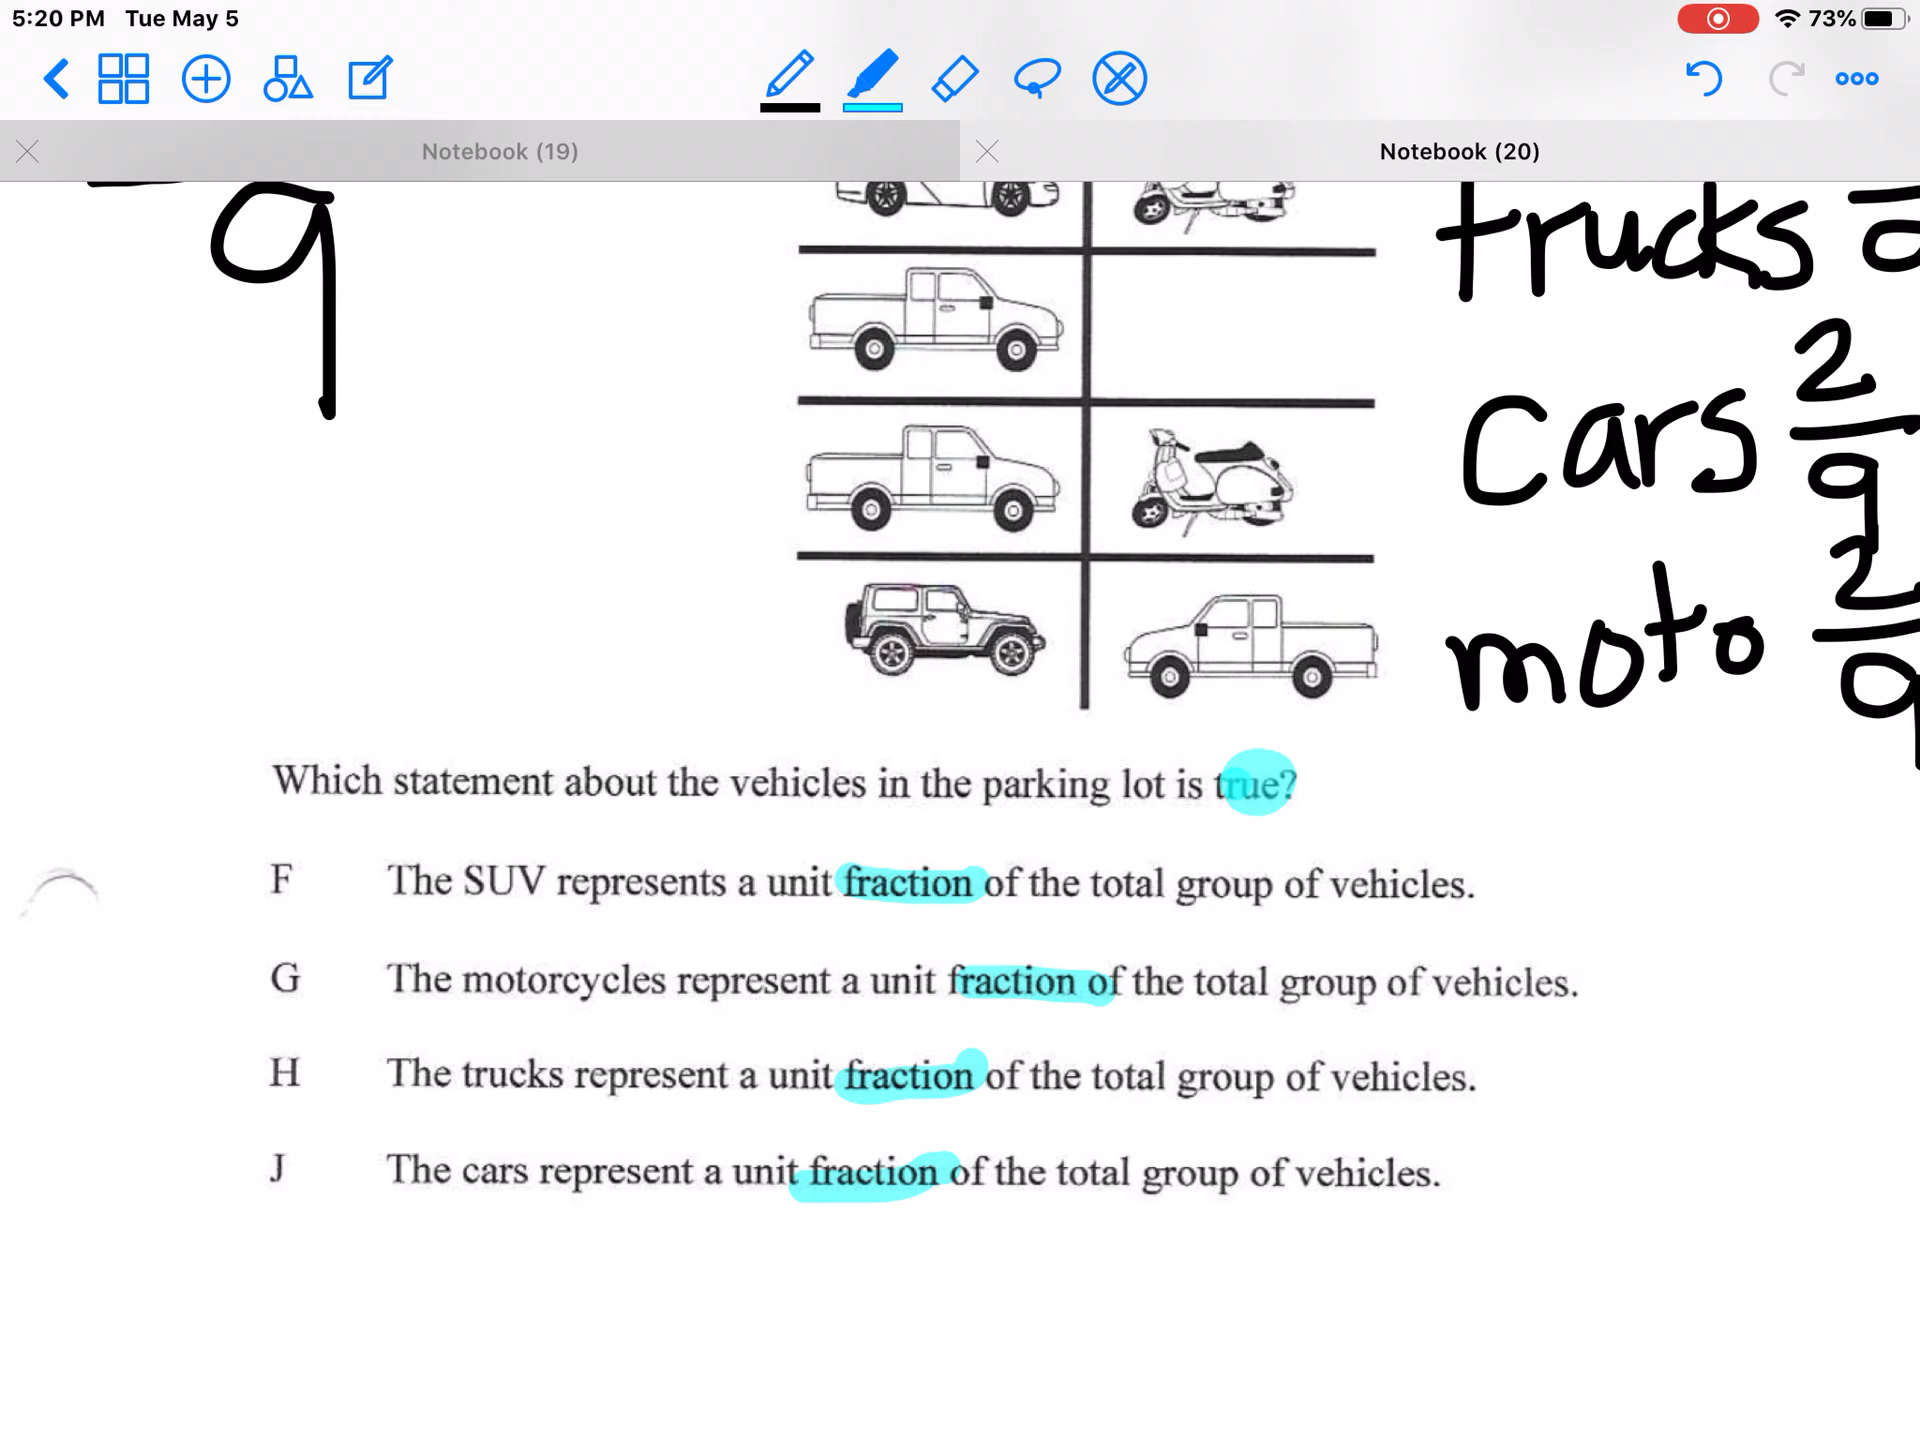 5:20 PM Tue May 5
73%
Notebook (19)
Notebook (20)
9
trucks
cars 2/9
moto 2/9
Which statement about the vehicles in the parking lot is true?
F The SUV represents a unit fraction of the total group of vehicles.
G The motorcycles represent a unit fraction of the total group of vehicles.
H The trucks represent a unit fraction of the total group of vehicles.
J The cars represent a unit fraction of the total group of vehicles.